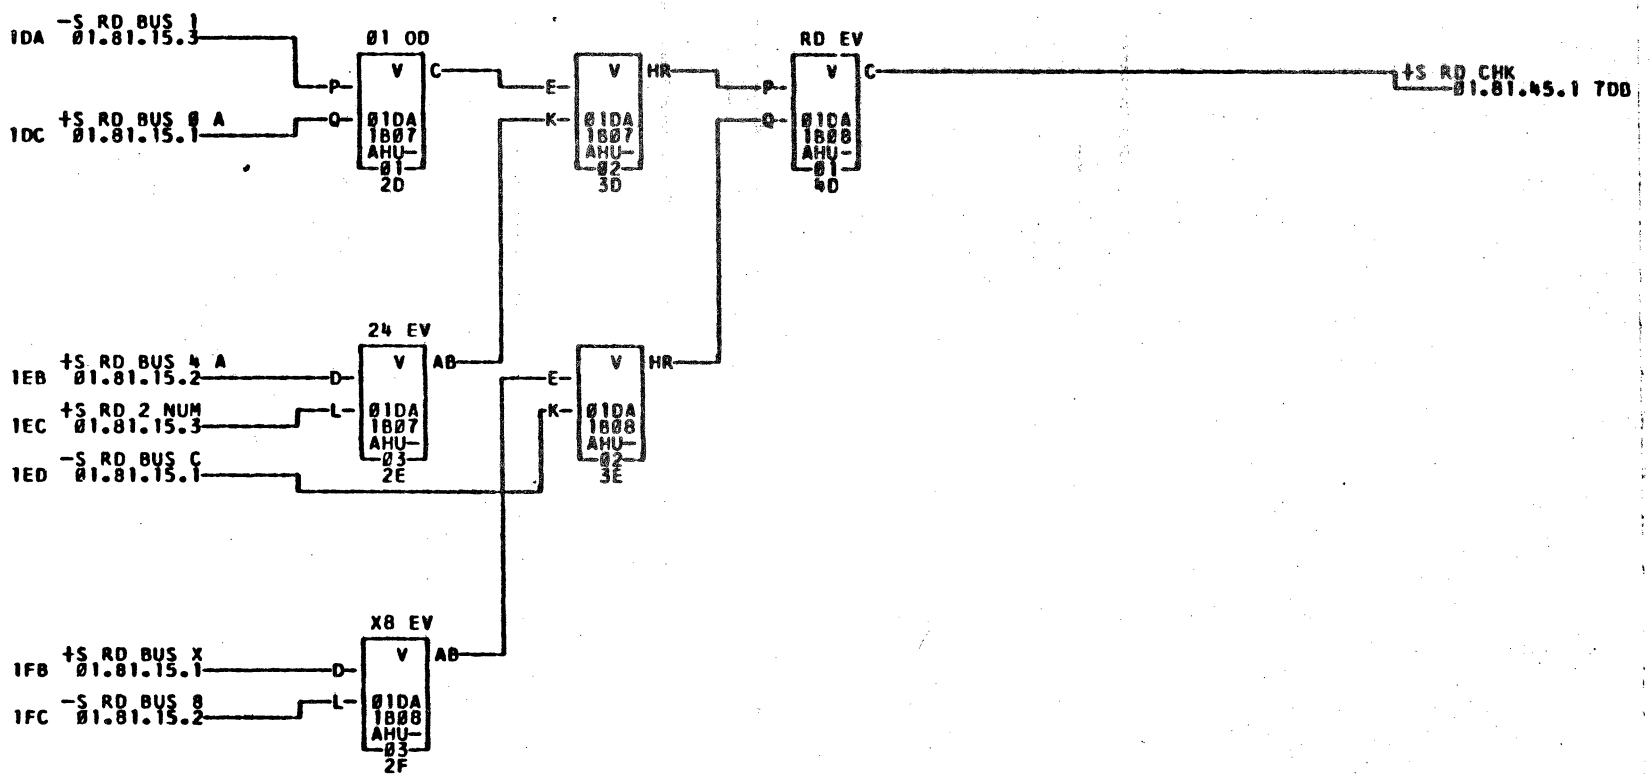 -S RD BUS 1
1DA 01.81.15.3
+S RD BUS 0 A
1DC 01.81.15.1
01 OD
V C
P
Q
01DA
1B07
AHU-
01
2D
V HR
E
K
01DA
1B07
AHU-
02
3D
RD EV
V C
P
Q
01DA
1B08
AHU-
01
4D
+S RD CHK
01.81.45.1 7DB
+S RD BUS 4 A
1EB 01.81.15.2
+S RD 2 NUM
1EC 01.81.15.3
-S RD BUS C
1ED 01.81.15.1
24 EV
V AB
D
L
01DA
1B07
AHU-
03
2E
V HR
E
K
01DA
1B08
AHU-
02
3E
+S RD BUS X
1FB 01.81.15.1
-S RD BUS 8
1FC 01.81.15.2
X8 EV
V AB
D
L
01DA
1B08
AHU-
03
2F